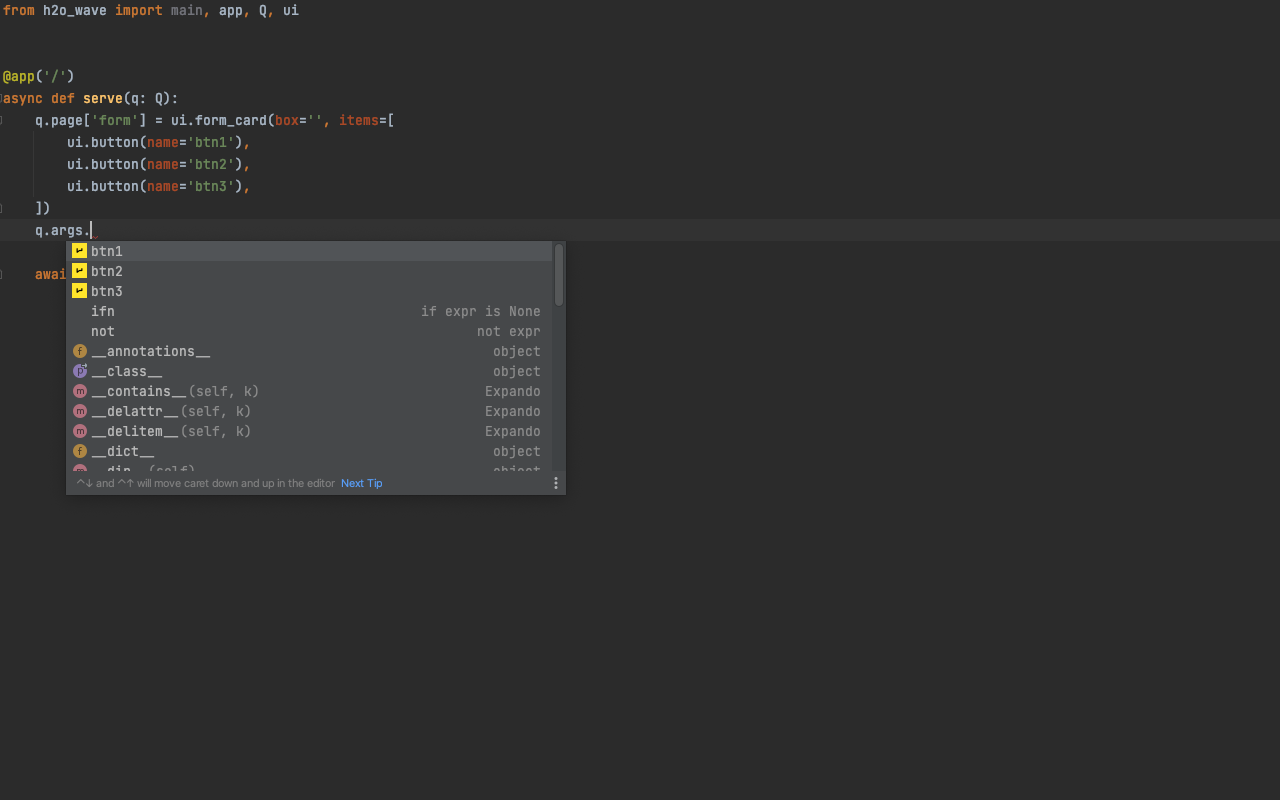 from h2o_wave import main, app, Q, ui
@app('/')
async def serve(q: Q):
q.page['form'] = ui.form_card(box='', items=[
ui.button(name='btn1'),
ui.button(name='btn2'),
ui.button(name='btn3'),
])
q.args.
btn1
btn2
btn3
ifn if expr is None
not not expr
f __annotations__ object
p __class__ object
m __contains__(self, k) Expando
m __delattr__(self, k) Expando
m __delitem__(self, k) Expando
f __dict__ object
m __dir__(self) object
^↓ and ^↑ will move caret down and up in the editor Next Tip
awai